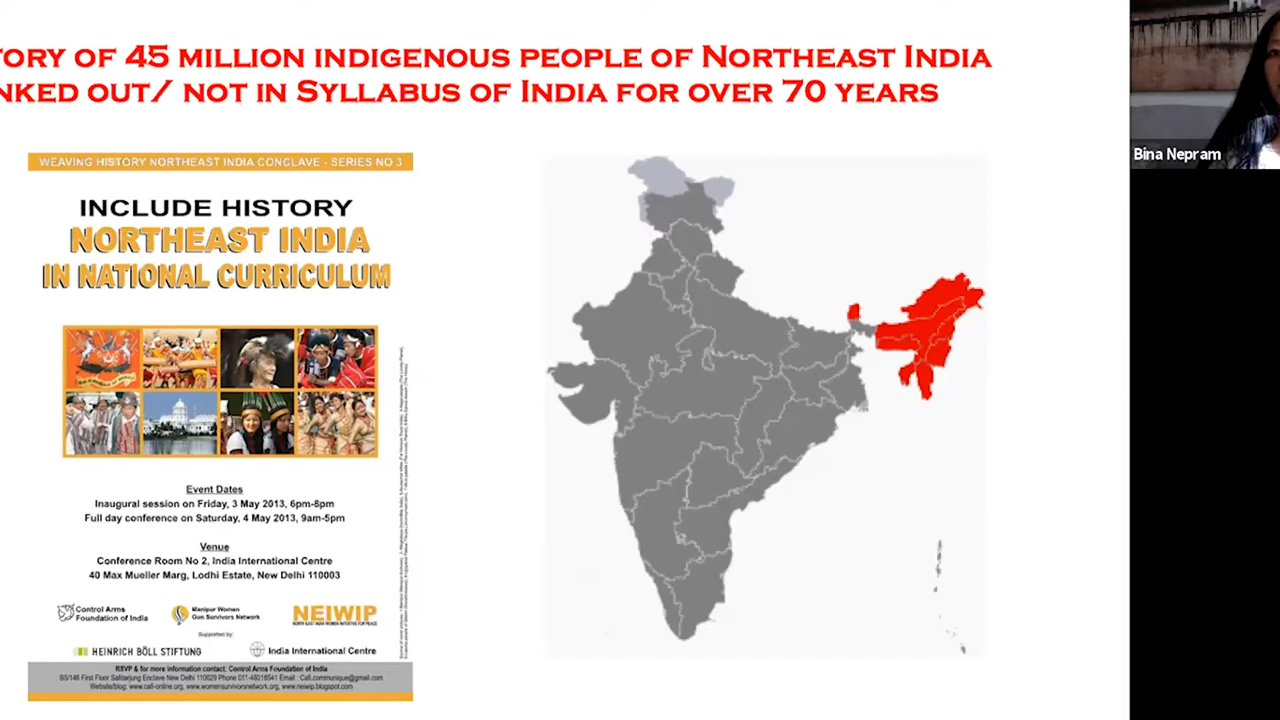 TORY OF 45 MILLION INDIGENOUS PEOPLE OF NORTHEAST INDIA
NKED OUT/ NOT IN SYLLABUS OF INDIA FOR OVER 70 YEARS
Bina Nepram
WEAVING HISTORY NORTHEAST INDIA CONCLAVE - SERIES NO 3
INCLUDE HISTORY
NORTHEAST INDIA
IN NATIONAL CURRICULUM
Event Dates
Inaugural session on Friday, 3 May 2013, 6pm-8pm
Full day conference on Saturday, 4 May 2013, 9am-5pm
Venue
Conference Room No 2, India International Centre
40 Max Mueller Marg, Lodhi Estate, New Delhi 110003
Control Arms
Foundation of India
Manipur Women
Gun Survivors Network
NEIWIP
NORTH EAST INDIA WOMEN INITIATIVE FOR PEACE
Supported by:
HEINRICH BÖLL STIFTUNG
India International Centre
RSVP & for more information contact: Control Arms Foundation of India
B5/146 First Floor Safdarjung Enclave New Delhi 110029 Phone 011-46018541 Email : Cafi.communique@gmail.com
Website/blog: www.cafi-online.org, www.womensurvivorsnetwork.org, www.neiwip.blogspot.com